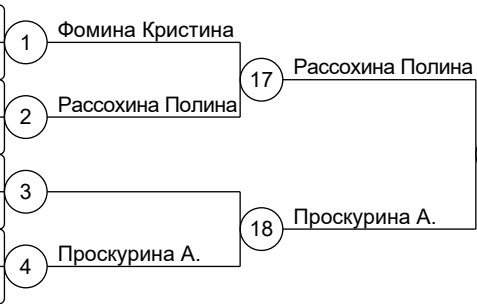 1 Фомина Кристина
17 Рассохина Полина
2 Рассохина Полина
3
18 Проскурина А.
4 Проскурина А.